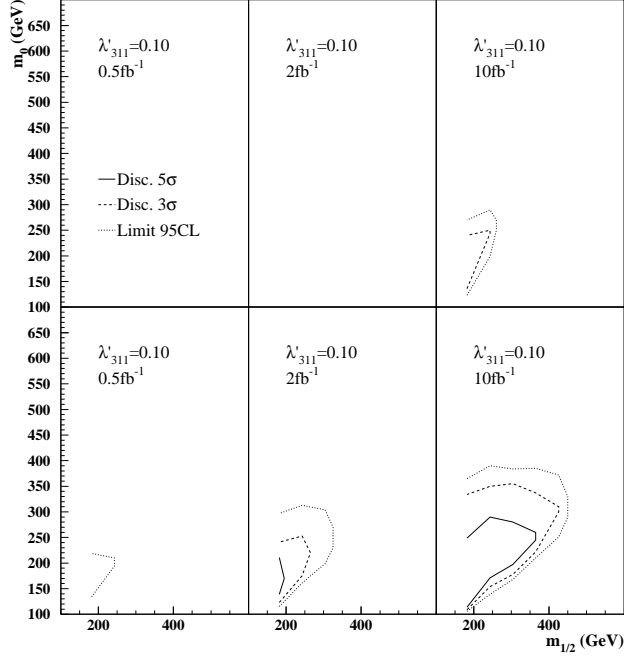 m₀ (GeV)
700
650
600
550
500
450
400
350
300
250
200
150
100
λ'₃₁₁=0.10
0.5fb⁻¹
Disc. 5σ
Disc. 3σ
Limit 95CL
λ'₃₁₁=0.10
2fb⁻¹
λ'₃₁₁=0.10
10fb⁻¹
650
600
550
500
450
400
350
300
250
200
150
100
λ'₃₁₁=0.10
0.5fb⁻¹
λ'₃₁₁=0.10
2fb⁻¹
λ'₃₁₁=0.10
10fb⁻¹
200 400 200 400 200 400
m₁/₂ (GeV)